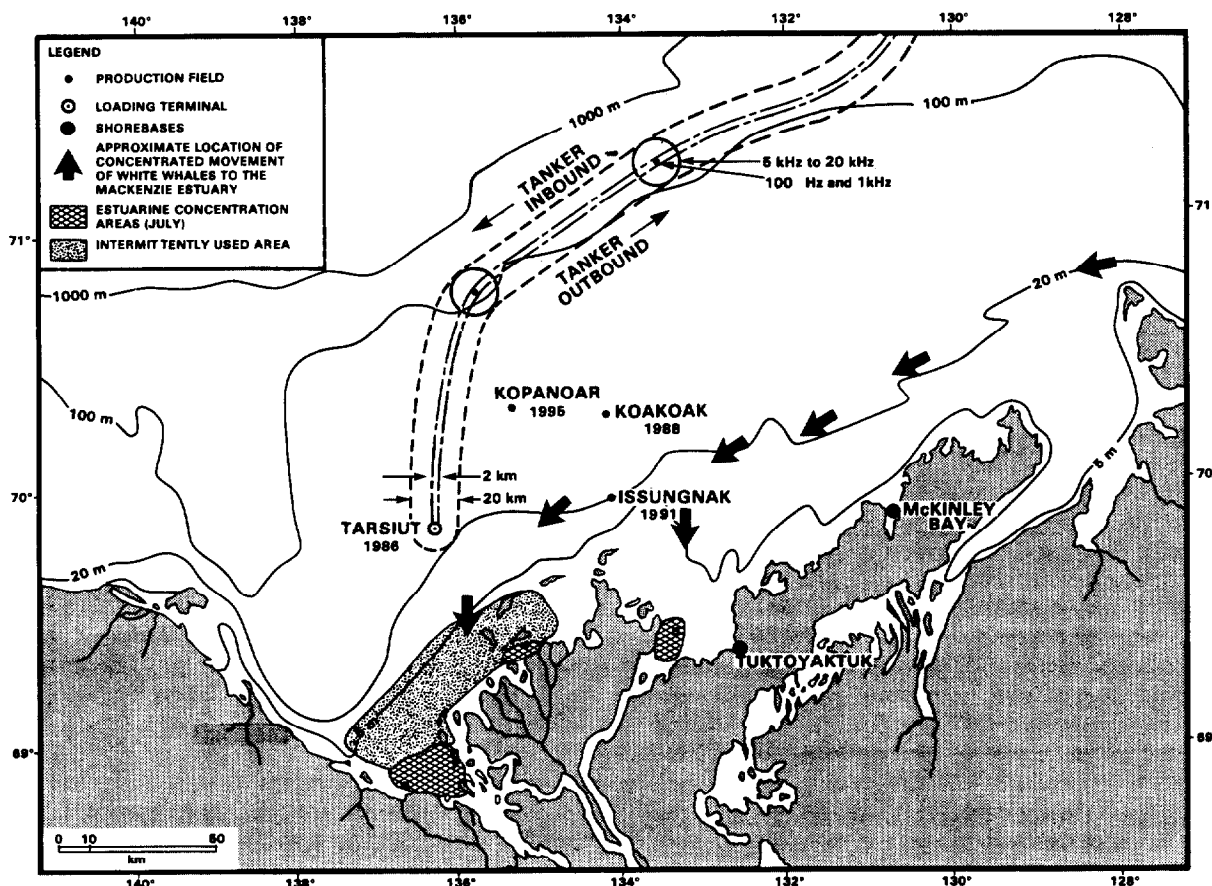 140°
138°
136°
134°
132°
130°
128°
LEGEND
PRODUCTION FIELD
LOADING TERMINAL
SHOREBASES
APPROXIMATE LOCATION OF
CONCENTRATED MOVEMENT
OF WHITE WHALES TO THE
MACKENZIE ESTUARY
ESTUARINE CONCENTRATION
AREAS (JULY)
INTERMITTENTLY USED AREA
1000 m
100 m
TANKER
INBOUND
5 kHz to 20 kHz
100 Hz and 1kHz
71°
71°
TANKER
OUTBOUND
1000 m
20 m
100 m
KOPANOAR
1995
KOAKOAK
1988
5 m
2 km
20 km
70°
70
ISSUNGNAK
1991
McKINLEY
BAY
TARSIUT
1986
20 m
TUKTOYAKTUK
69°
69
0 10 50
km
140°
138°
136°
134°
132°
130°
128°